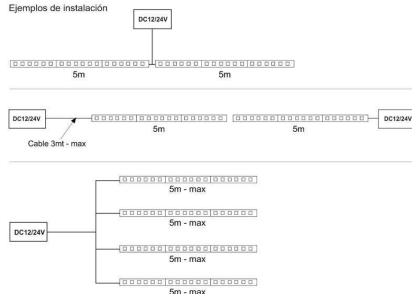 Ejemplos de instalación
DC12/24V
5m
5m
DC12/24V
DC12/24V
5m
5m
Cable 3mt - max
5m - max
5m - max
DC12/24V
5m - max
5m - max